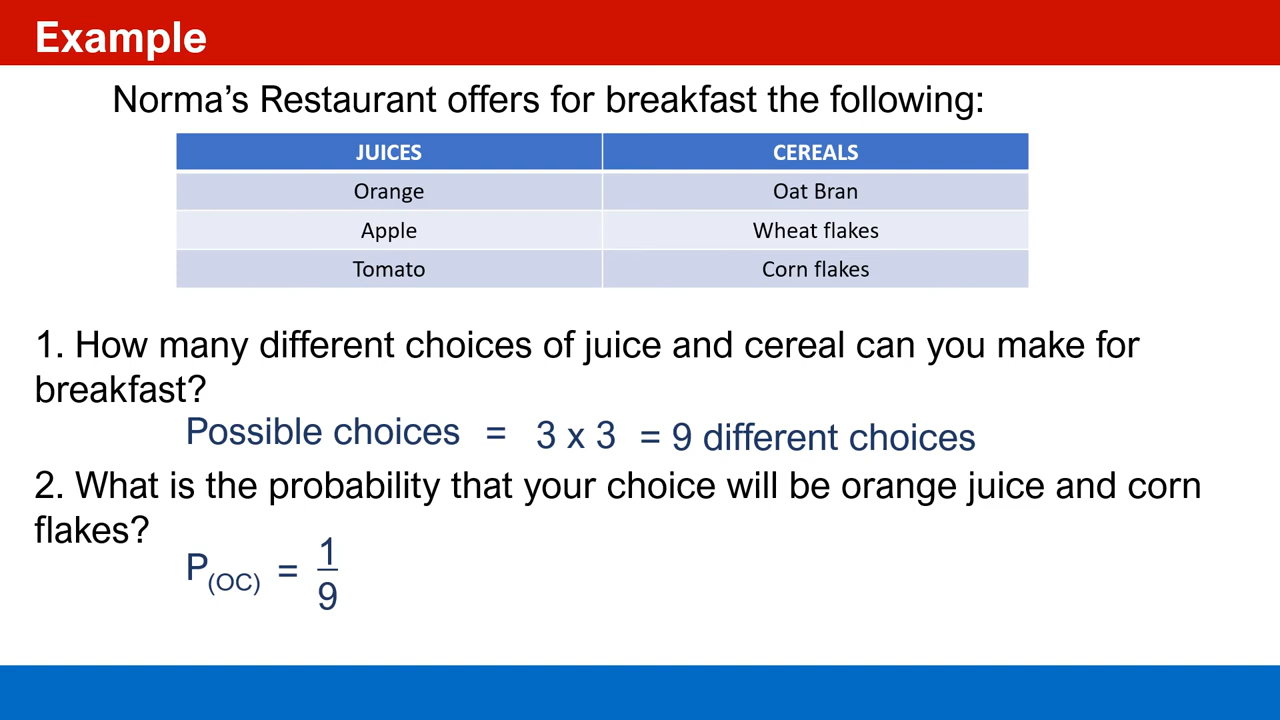 Example
Norma’s Restaurant offers for breakfast the following:
JUICES CEREALS
Orange Oat Bran
Apple Wheat flakes
Tomato Corn flakes
1. How many different choices of juice and cereal can you make for
breakfast?
Possible choices = 3 x 3 = 9 different choices
2. What is the probability that your choice will be orange juice and corn
flakes?
P(OC) = 1/9